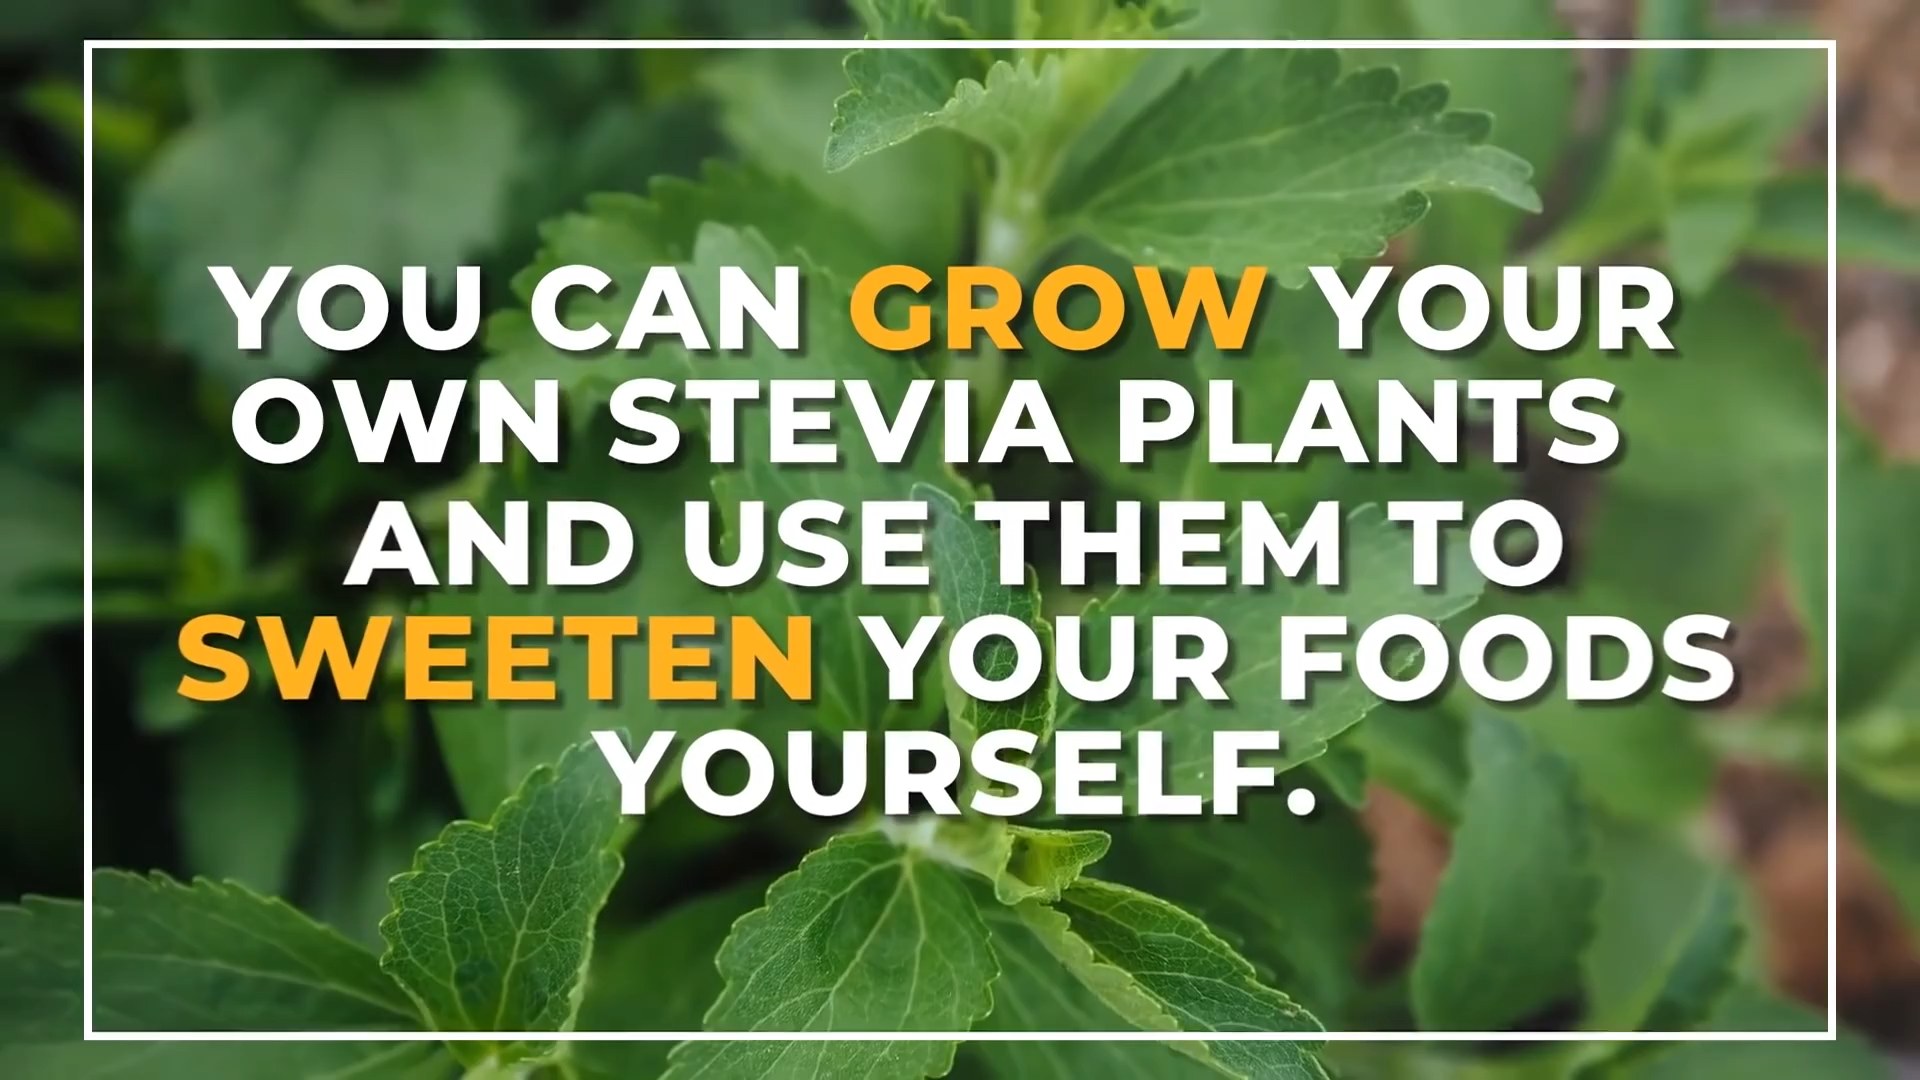 YOU CAN GROW YOUR
OWN STEVIA PLANTS
AND USE THEM TO
SWEETEN YOUR FOODS
YOURSELF.